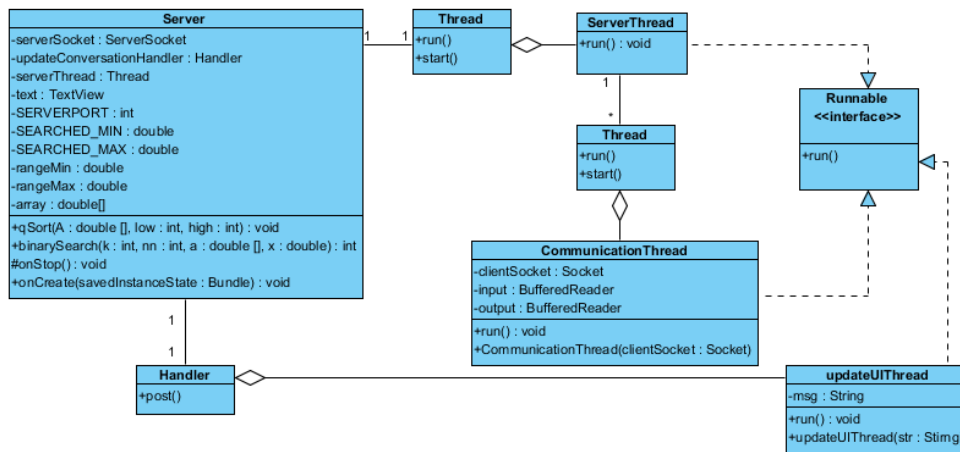 Server
-serverSocket : ServerSocket
-updateConversationHandler : Handler
-serverThread : Thread
-text : TextView
-SERVERPORT : int
-SEARCHED_MIN : double
-SEARCHED_MAX : double
-rangeMin : double
-rangeMax : double
-array : double[]
+qSort(A : double [], low : int, high : int) : void
+binarySearch(k : int, nn : int, a : double [], x : double) : int
#onStop() : void
+onCreate(savedInstanceState : Bundle) : void
1
1
Thread
+run()
+start()
ServerThread
+run() : void
1
*
Runnable
<<interface>>
+run()
Thread
+run()
+start()
CommunicationThread
-clientSocket : Socket
-input : BufferedReader
-output : BufferedReader
+run() : void
+CommunicationThread(clientSocket : Socket)
1
1
Handler
+post()
updateUIThread
-msg : String
+run() : void
+updateUIThread(str : Stirng)